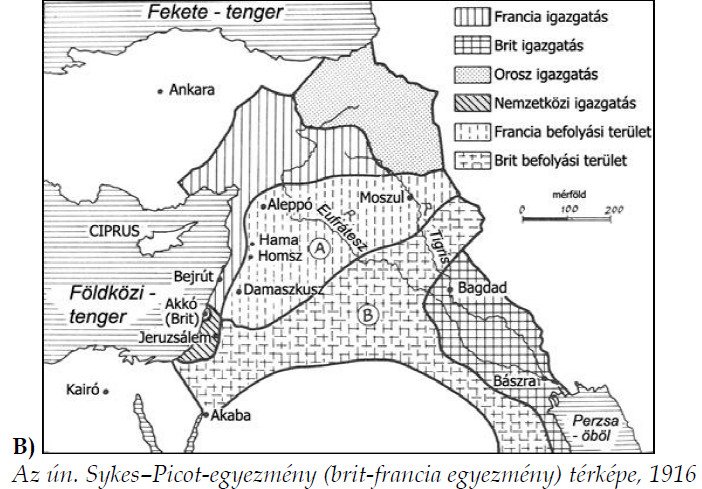 Fekete - tenger
Ankara
CIPRUS
Földközi -
tenger
Kairó
Aleppó
Hama
Homsz
Bejrút
Damaszkusz
Akkó
(Brit)
Jeruzsálem
Akaba
Moszul
Eufrátesz
Tigris
A
B
Bagdad
Bászra
Perzsa
- öböl
Francia igazgatás
Brit igazgatás
Orosz igazgatás
Nemzetközi igazgatás
Francia befolyási terület
Brit befolyási terület
mérföld
0 100 200
B)
Az ún. Sykes–Picot-egyezmény (brit-francia egyezmény) térképe, 1916